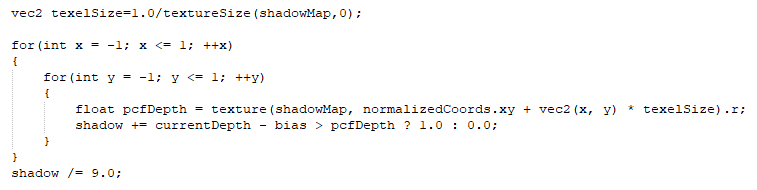 vec2 texelSize=1.0/textureSize(shadowMap,0);
for(int x = -1; x <= 1; ++x)
{
for(int y = -1; y <= 1; ++y)
{
float pcfDepth = texture(shadowMap, normalizedCoords.xy + vec2(x, y) * texelSize).r;
shadow += currentDepth - bias > pcfDepth ? 1.0 : 0.0;
}
}
shadow /= 9.0;